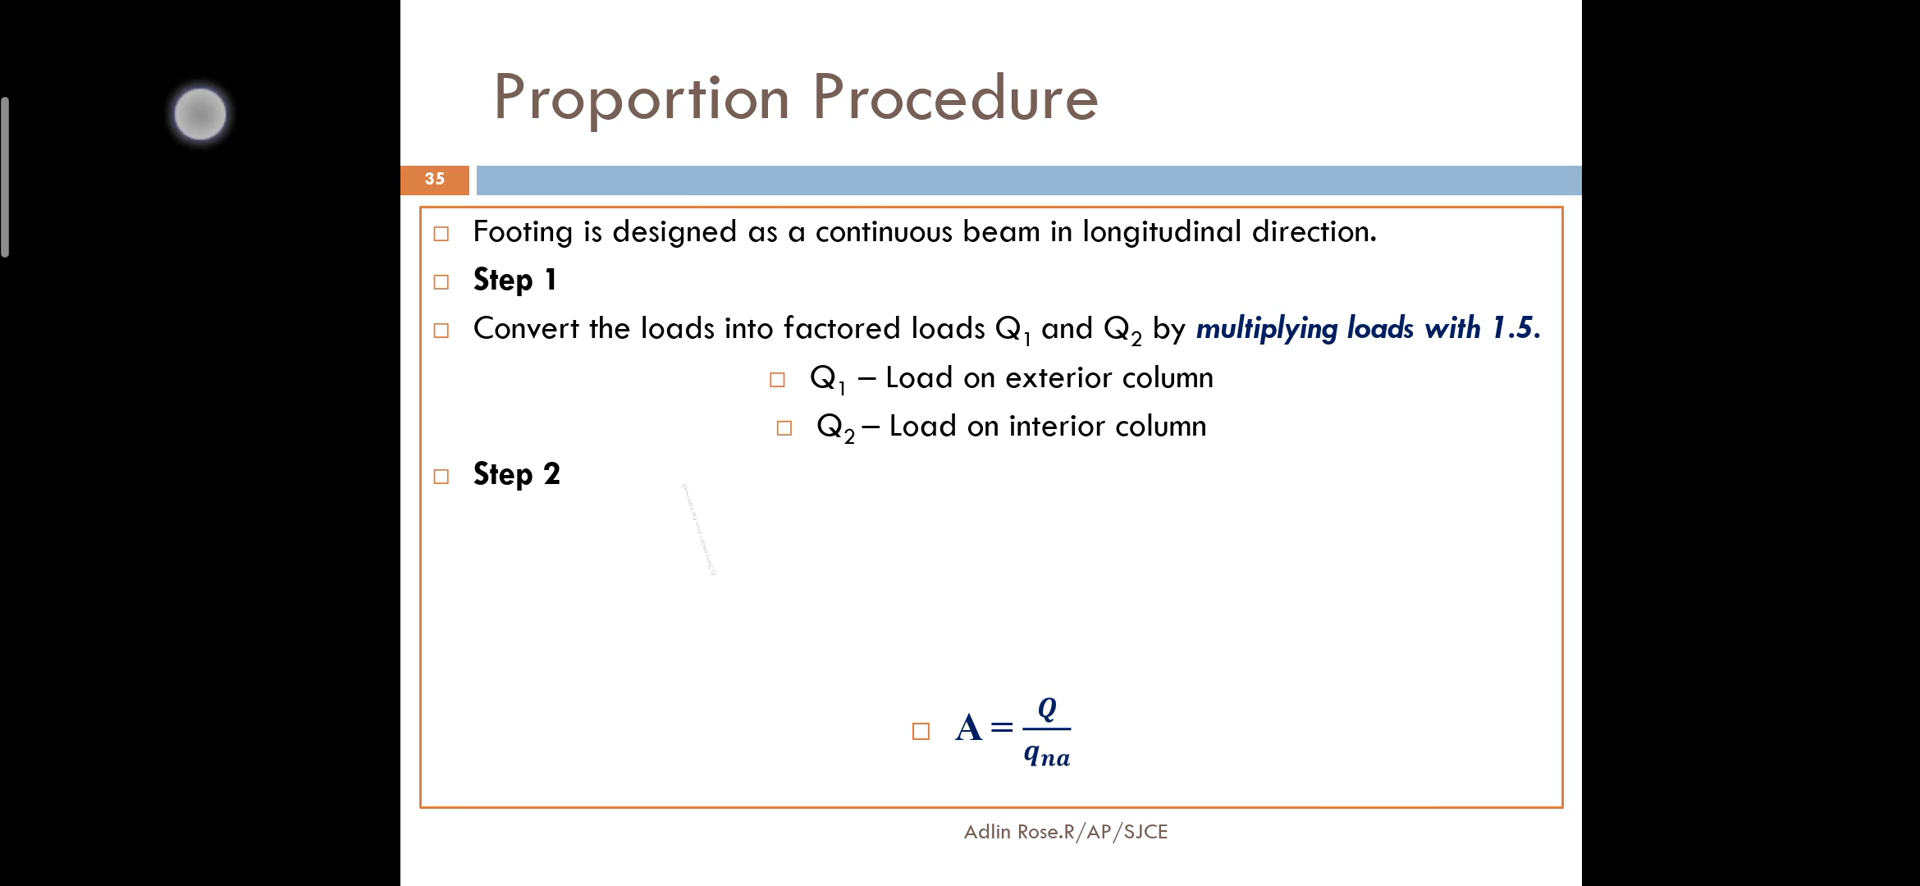 Proportion Procedure
35
Footing is designed as a continuous beam in longitudinal direction.
Step 1
Convert the loads into factored loads Q₁ and Q₂ by multiplying loads with 1.5.
Q₁ – Load on exterior column
Q₂ – Load on interior column
Step 2
A = Q / qₙₐ
Adlin Rose.R/AP/SJCE